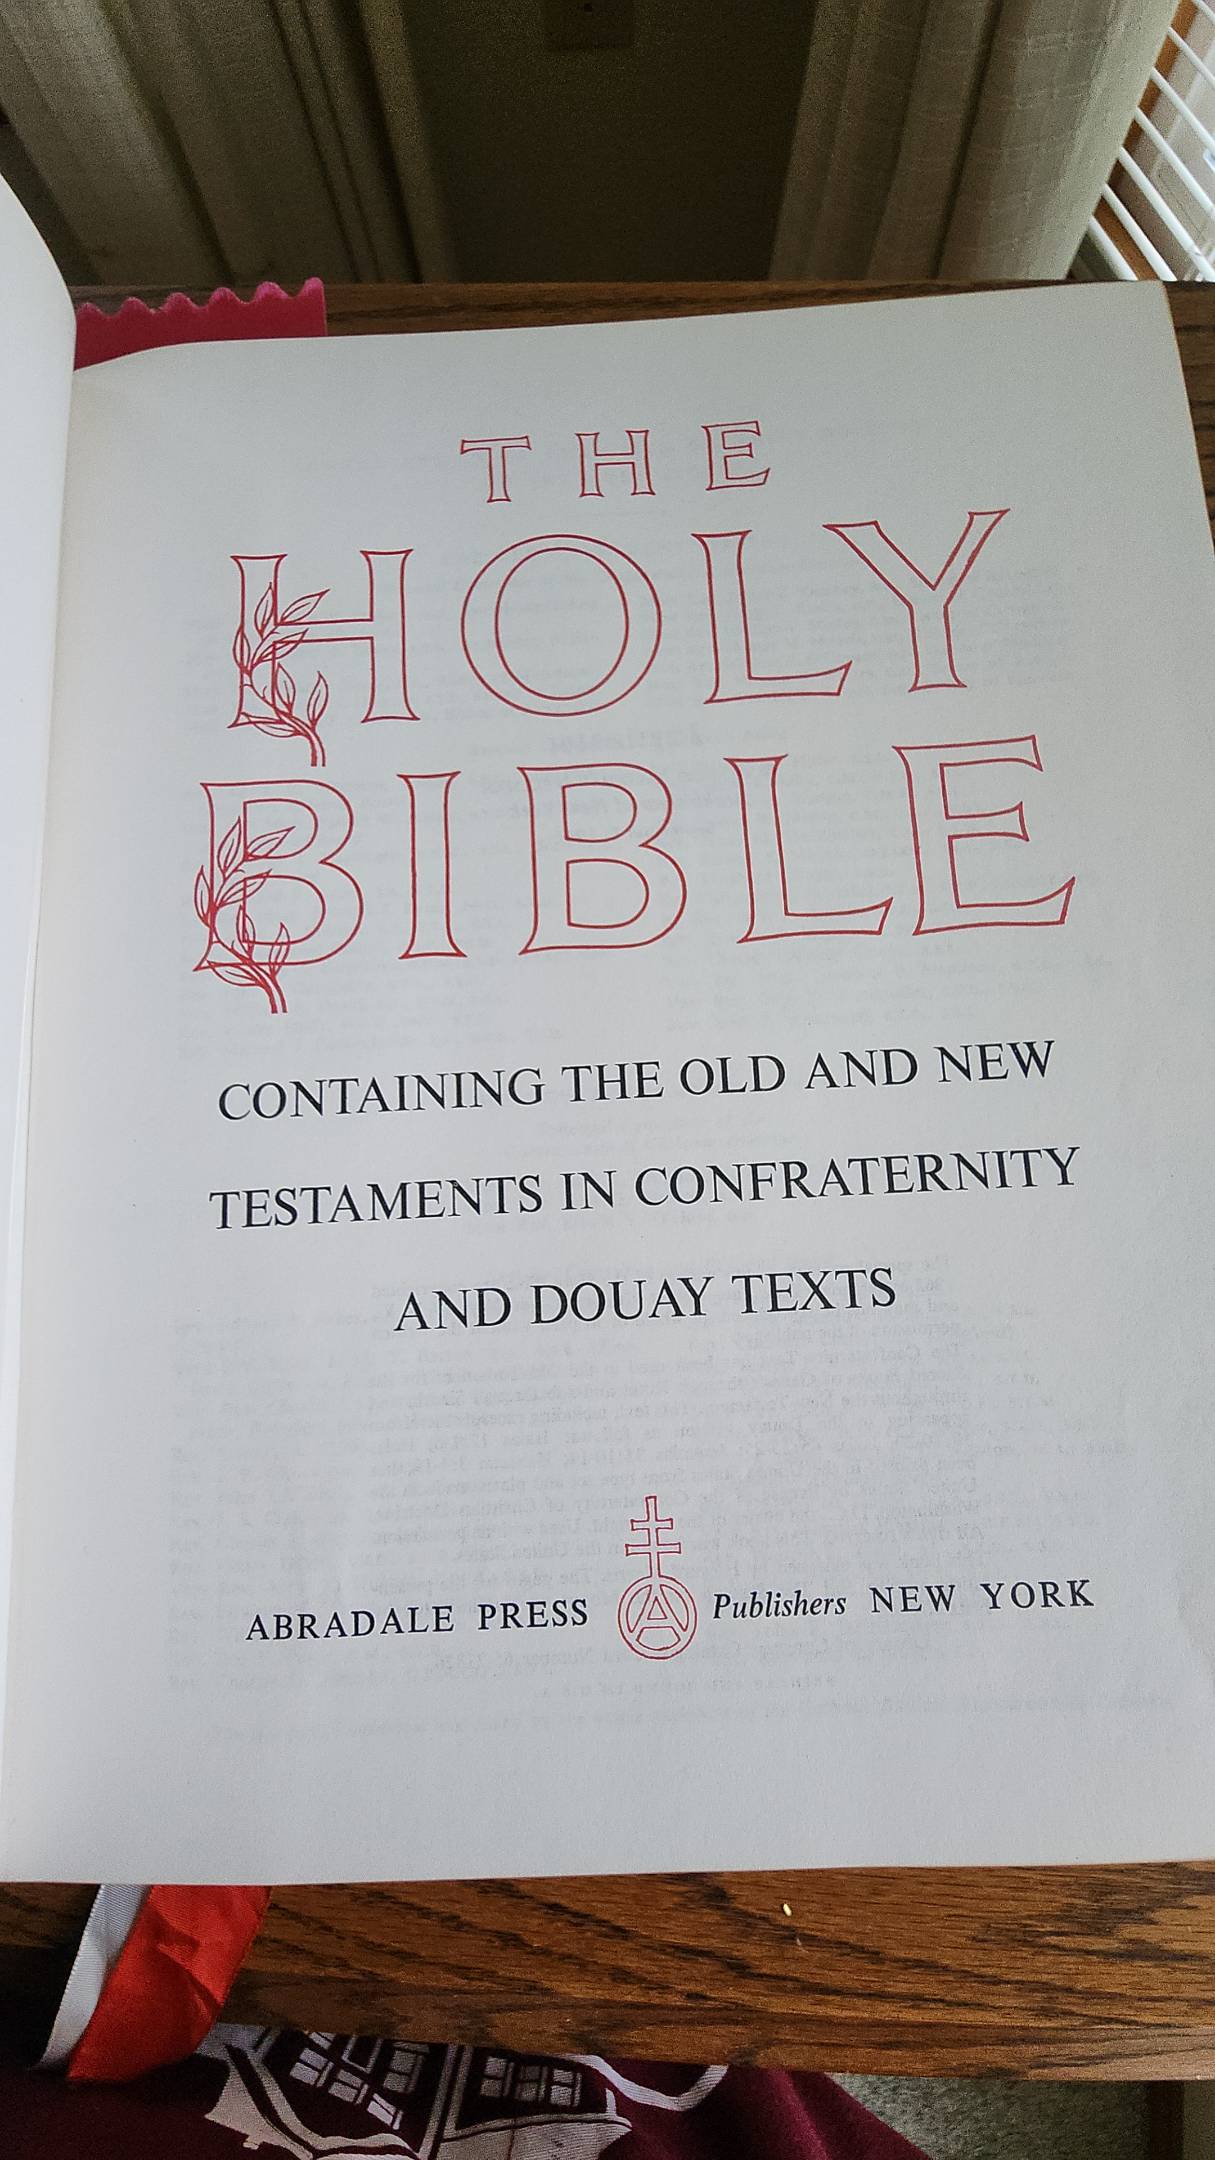 THE
HOLY
BIBLE
CONTAINING THE OLD AND NEW
TESTAMENTS IN CONFRATERNITY
AND DOUAY TEXTS
ABRADALE PRESS A Publishers NEW YORK